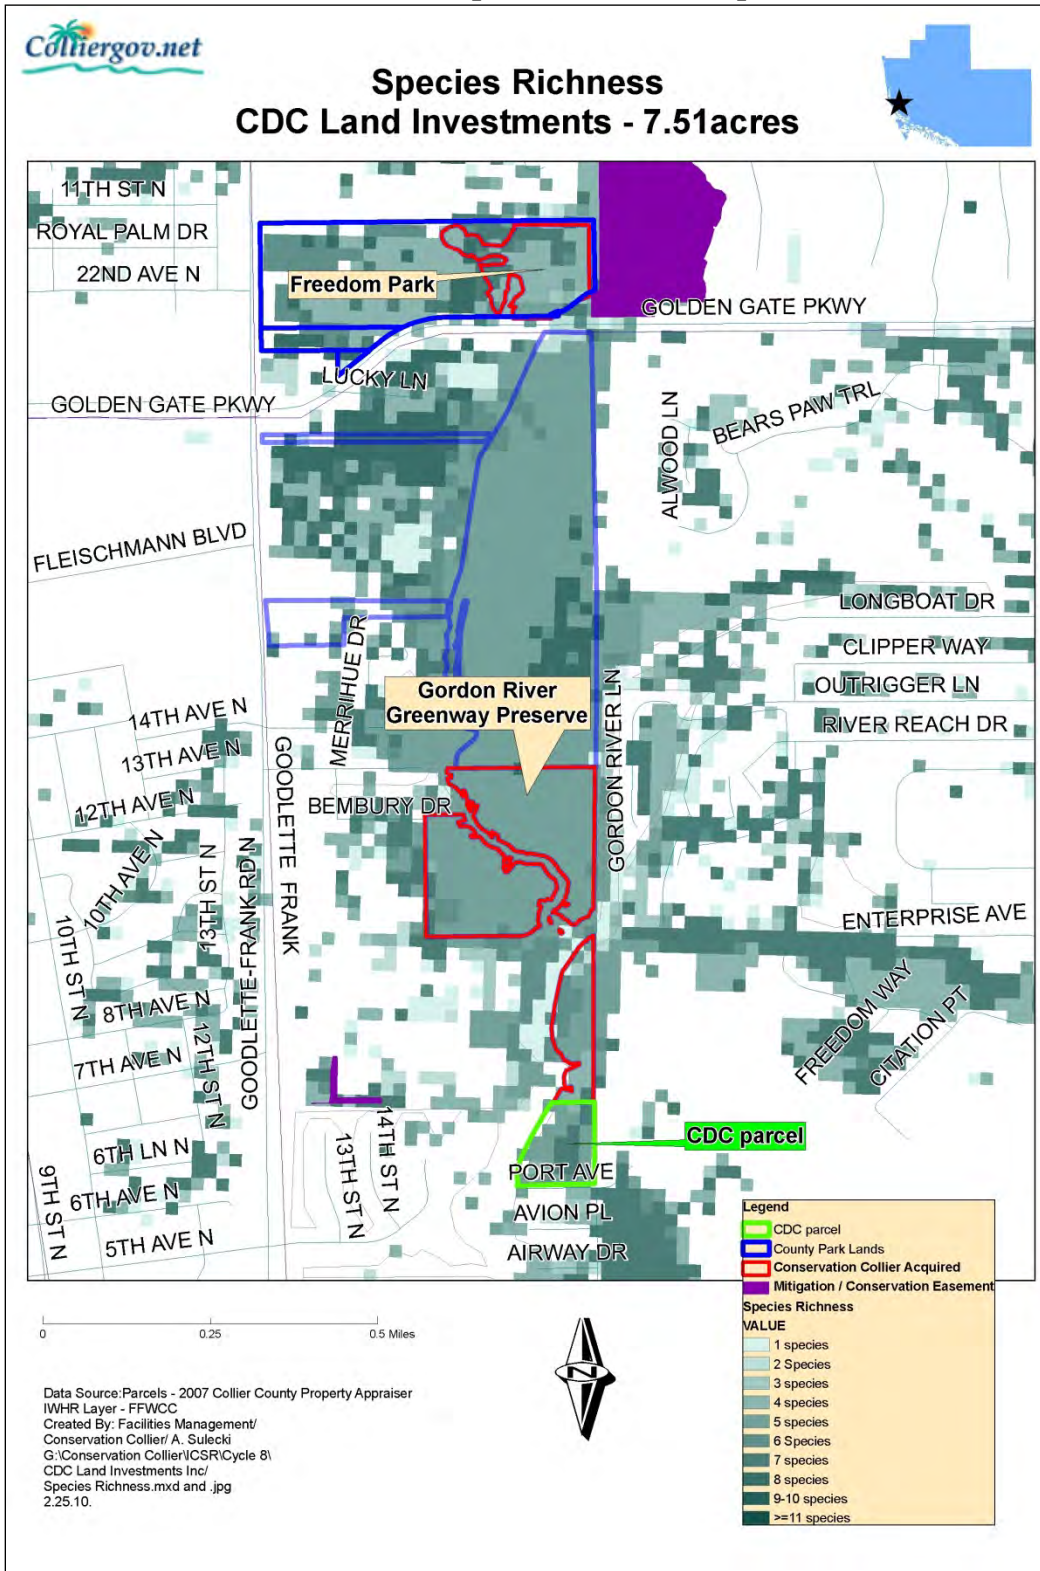 Colliergov.net
Species Richness
CDC Land Investments - 7.51acres
11TH ST N
ROYAL PALM DR
22ND AVE N
Freedom Park
GOLDEN GATE PKWY
LUCKY LN
GOLDEN GATE PKWY
BEARS PAW TRL
ALWOOD LN
FLEISCHMANN BLVD
LONGBOAT DR
CLIPPER WAY
OUTRIGGER LN
RIVER REACH DR
MERRIHUE DR
Gordon River
Greenway Preserve
GORDON RIVER LN
14TH AVE N
13TH AVE N
12TH AVE N
GOODLETTE FRANK
BEMBURY DR
10TH AVE N
13TH ST N
GOODLETTE-FRANK RD N
10TH ST N
ENTERPRISE AVE
8TH AVE N
7TH AVE N
12TH ST N
FREEDOM WAY
CITATION PT
6TH LN N
6TH AVE N
5TH AVE N
9TH ST N
13TH ST N
14TH ST N
CDC parcel
PORT AVE
AVION PL
AIRWAY DR
Legend
CDC parcel
County Park Lands
Conservation Collier Acquired
Mitigation / Conservation Easement
Species Richness
VALUE
1 species
2 Species
3 species
4 species
5 species
6 Species
7 species
8 species
9-10 species
>=11 species
0 0.25 0.5 Miles
N
Data Source:Parcels - 2007 Collier County Property Appraiser
IWHR Layer - FFWCC
Created By: Facilities Management/
Conservation Collier/ A. Sulecki
G:\Conservation Collier\ICSR\Cycle 8\
CDC Land Investments Inc/
Species Richness.mxd and .jpg
2.25.10.